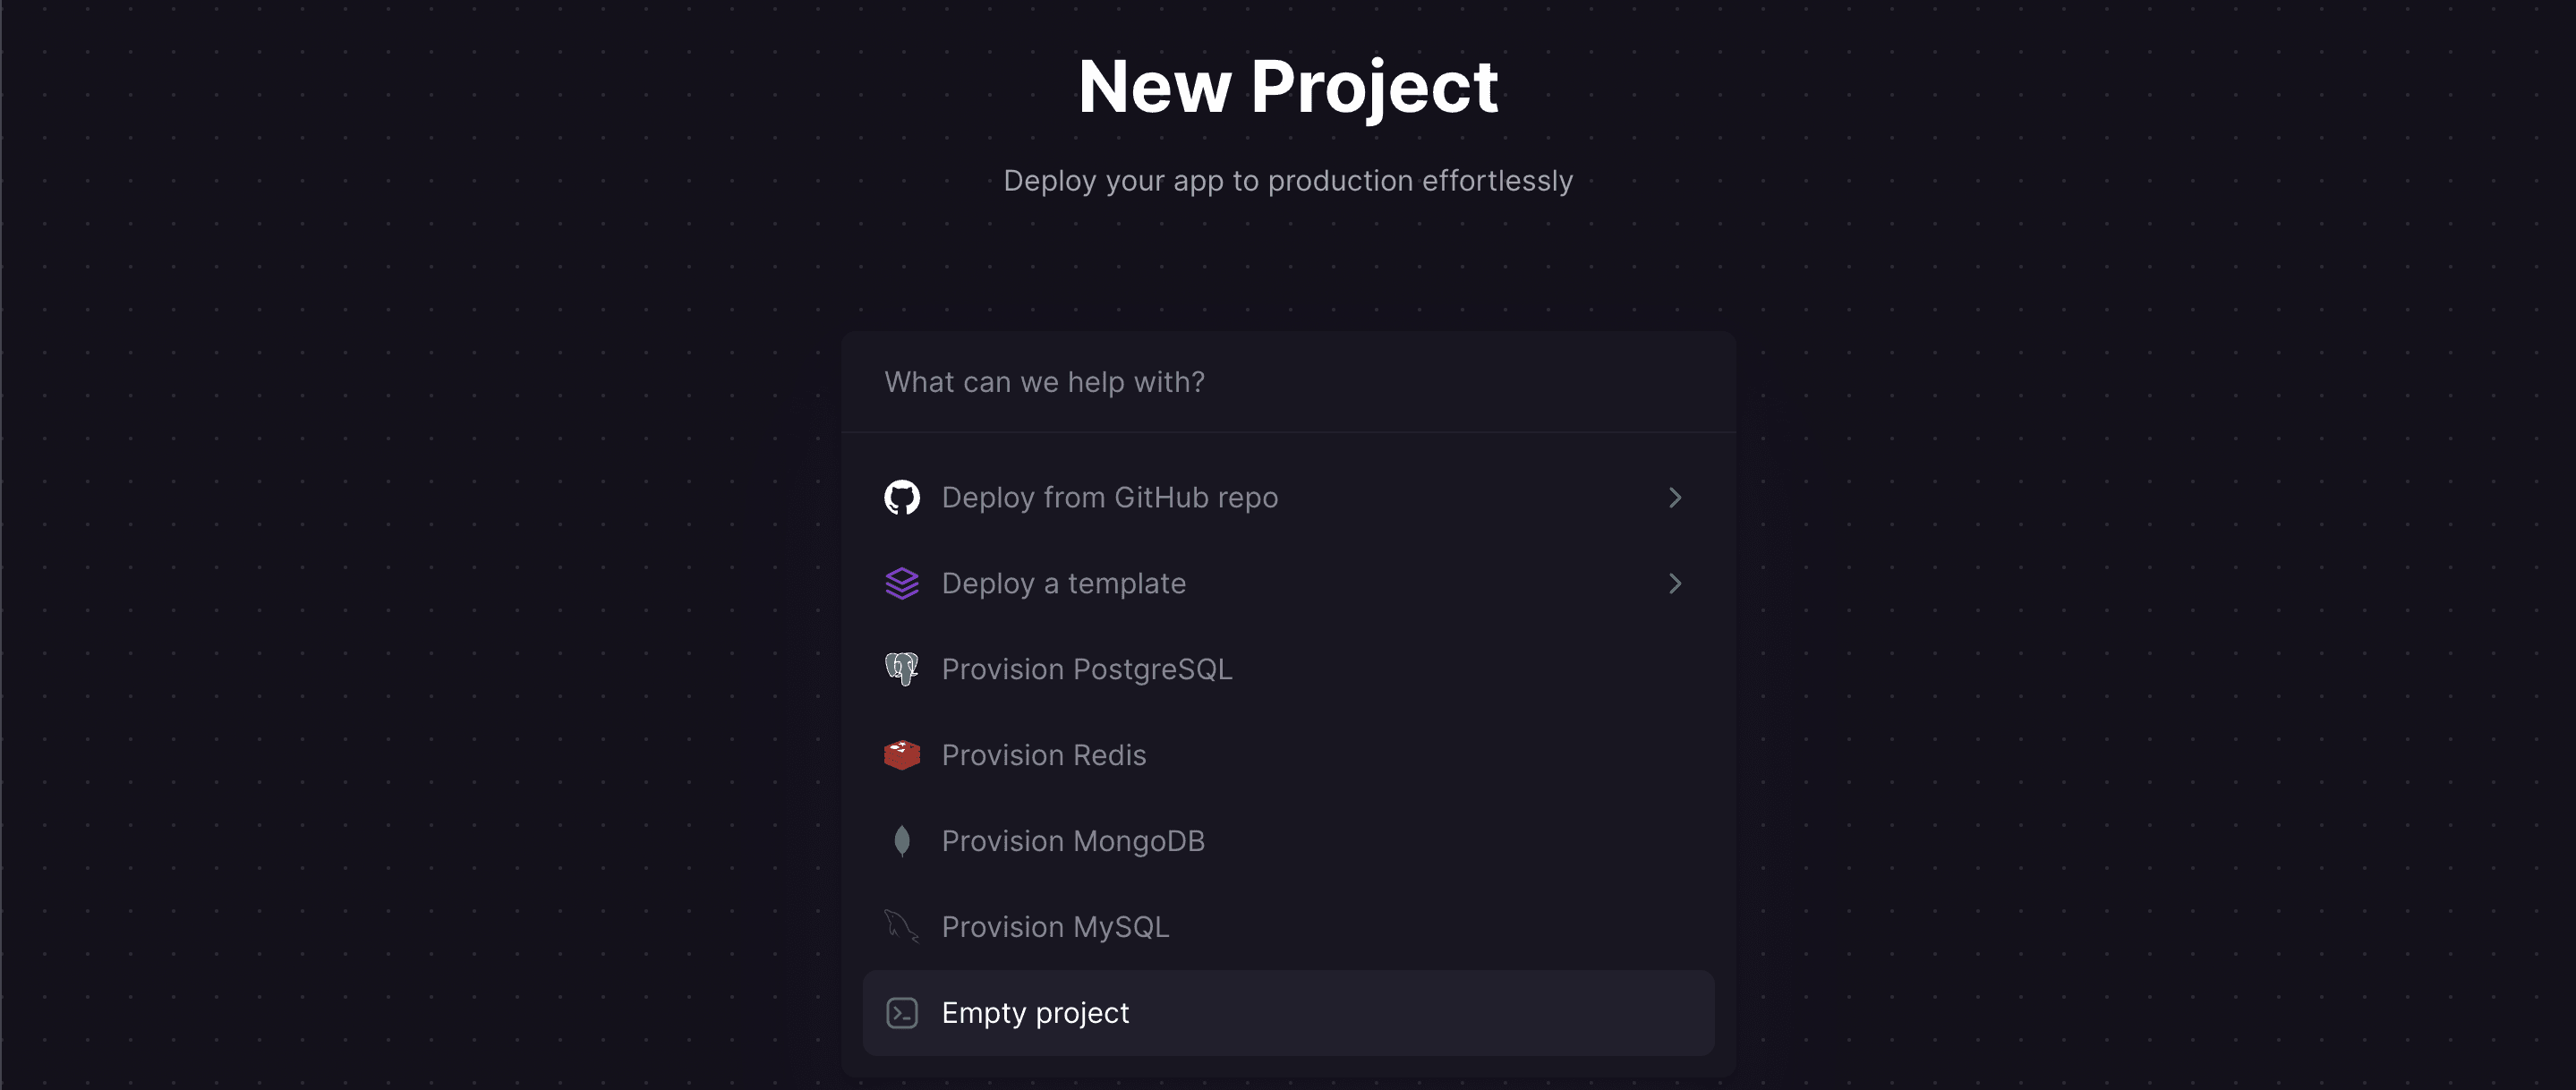 New Project
Deploy your app to production effortlessly
What can we help with?
Deploy from GitHub repo
Deploy a template
Provision PostgreSQL
Provision Redis
Provision MongoDB
Provision MySQL
Empty project